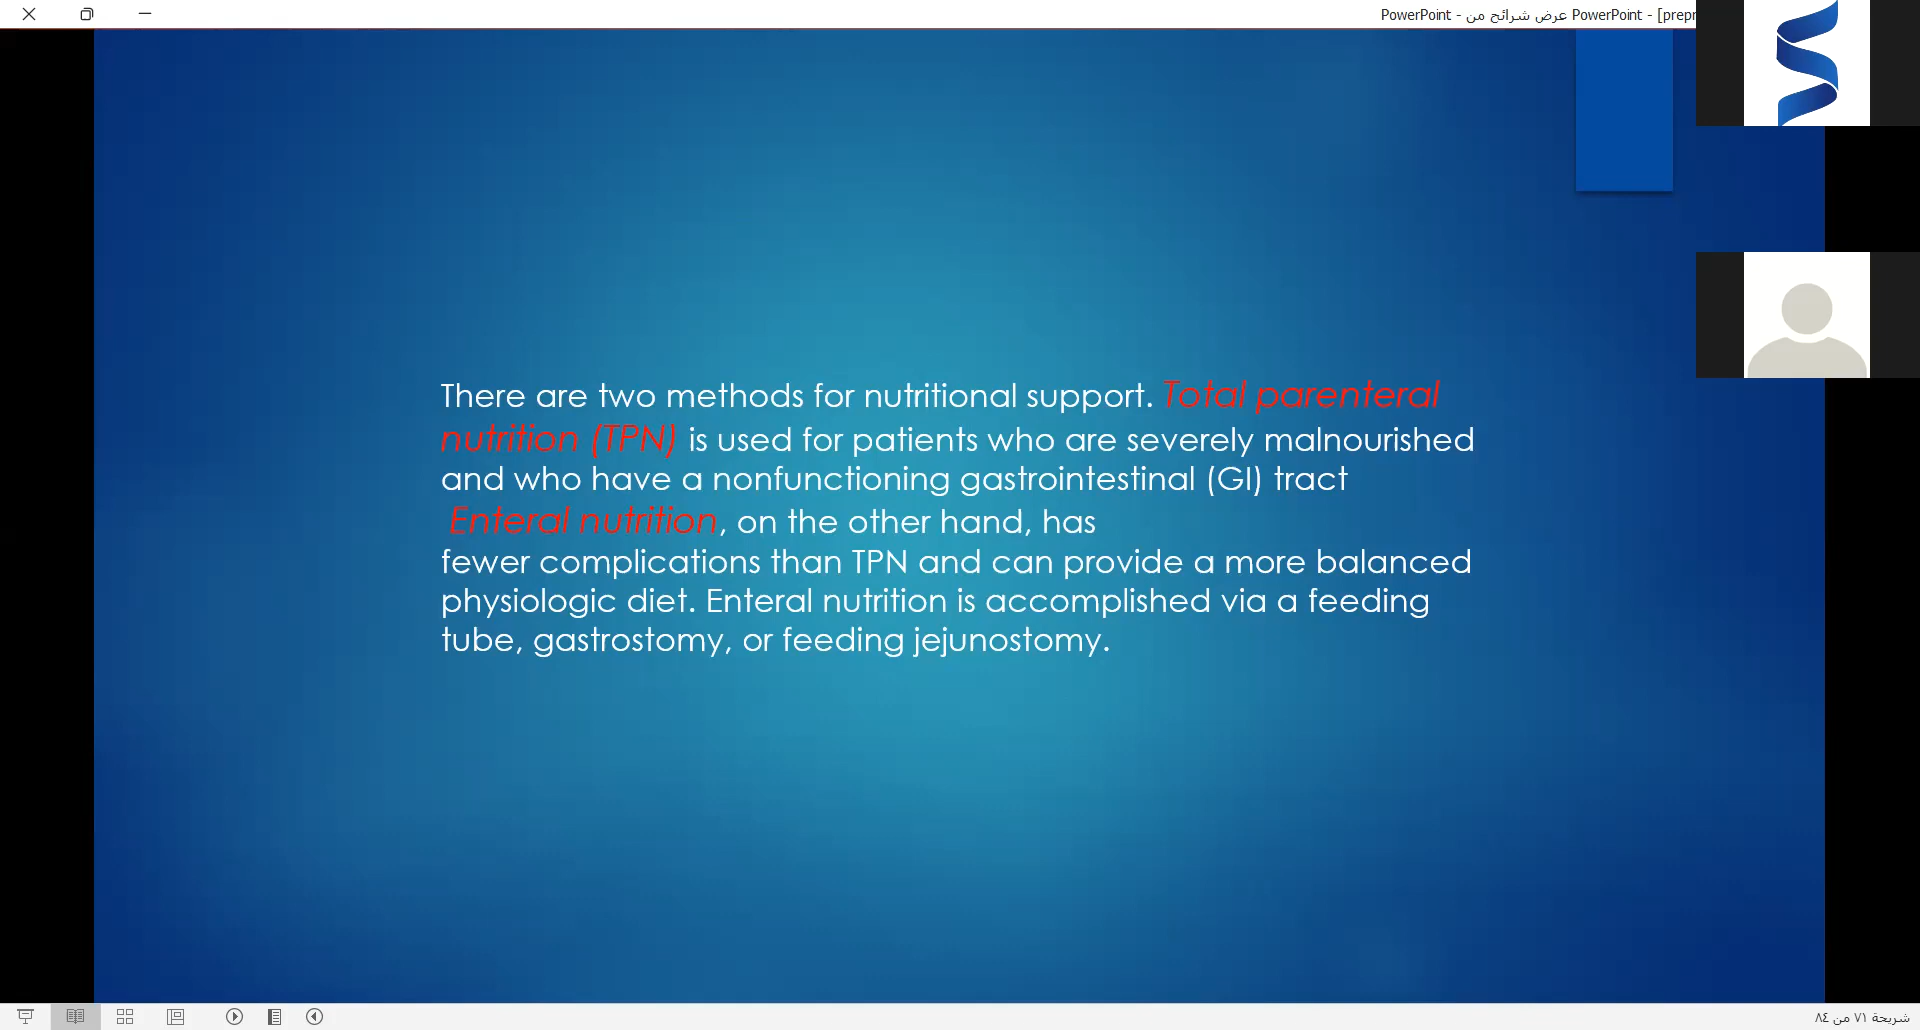 PowerPoint - عرض شرائح من PowerPoint - [prepr
There are two methods for nutritional support. Total parenteral
nutrition (TPN) is used for patients who are severely malnourished
and who have a nonfunctioning gastrointestinal (GI) tract
Enteral nutrition, on the other hand, has
fewer complications than TPN and can provide a more balanced
physiologic diet. Enteral nutrition is accomplished via a feeding
tube, gastrostomy, or feeding jejunostomy.
شريحة ٧١ من ٨٤